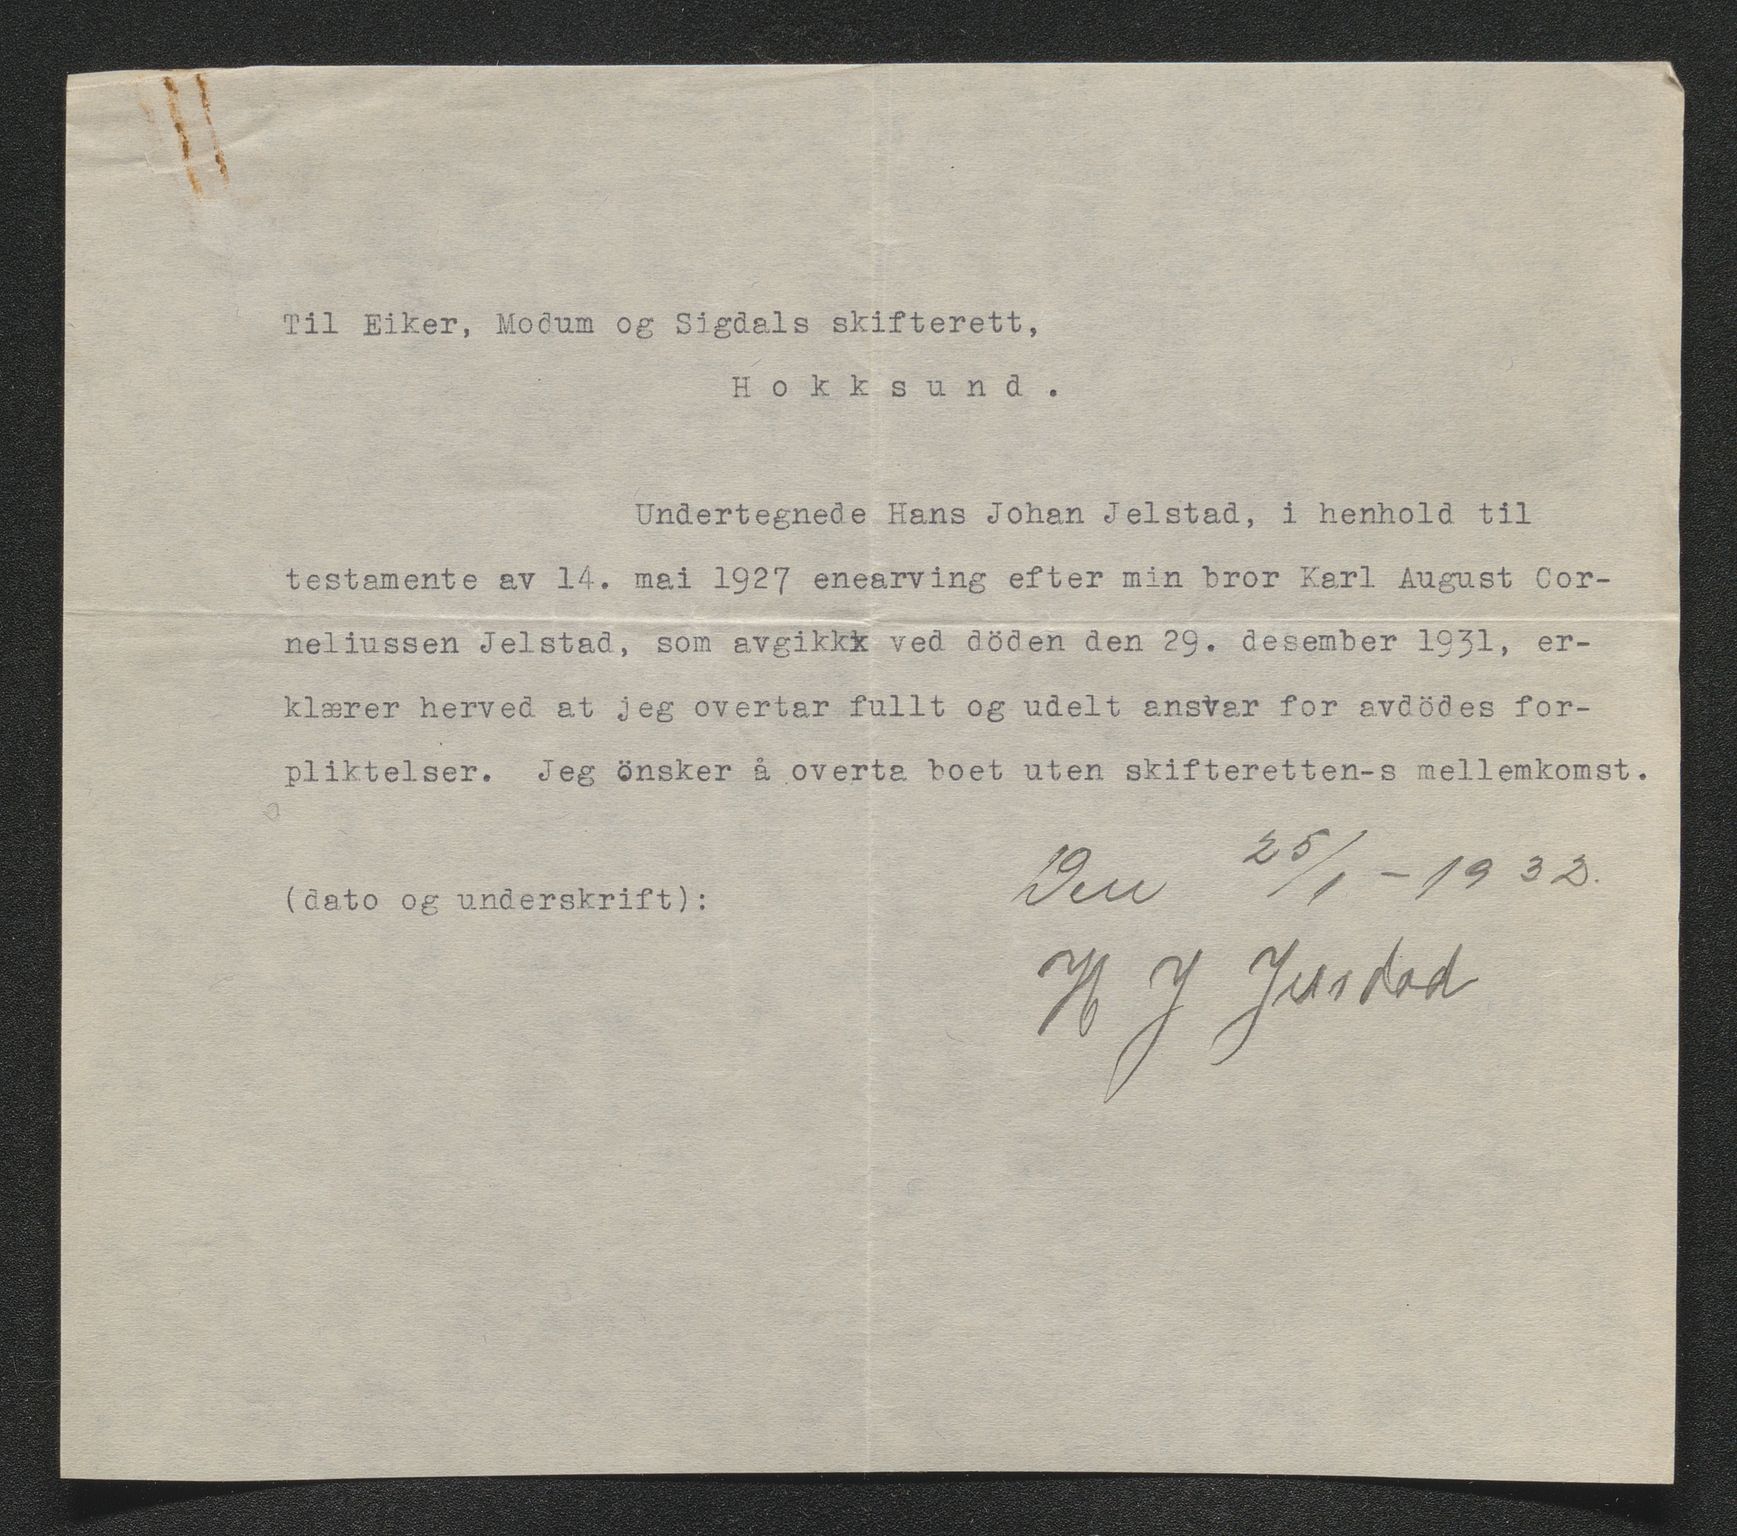 Til Eiker, Modum og Sigdals skifterett,
H o k k s u n d .
Undertegnede Hans Johan Jelstad, i henhold til
testamente av 14. mai 1927 enearving efter min bror Karl August Cor-
neliussen Jelstad, som avgikkk ved döden den 29. desember 1931, er-
klærer herved at jeg overtar fullt og udelt ansvar for avdödes for-
pliktelser. Jeg önsker å overta boet uten skifteretten-s mellemkomst.
Den 25/1 - 1932.
(dato og underskrift):
H J Jelstad